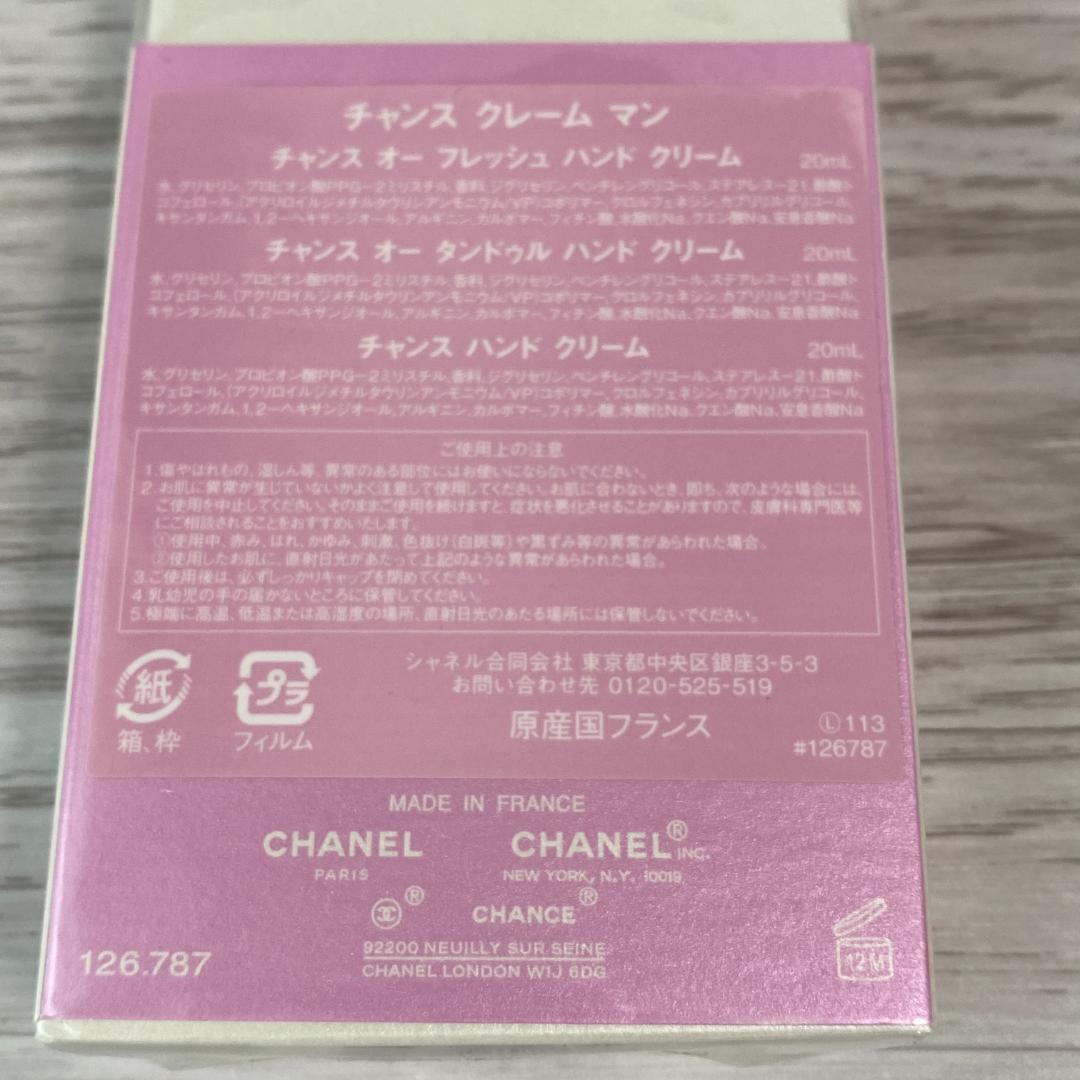 チャンス クレーム マン
チャンス オー フレッシュ ハンド クリーム 20mL
水、グリセリン、プロピオン酸PPG-2ミリスチル、香料、ジグリセリン、ペンチレングリコール、ステアレス-21、酢酸ト
コフェロール、(アクリロイルジメチルタウリンアンモニウム/VP)コポリマー、クロルフェネシン、カプリリルグリコール、
キサンタンガム、1,2-ヘキサンジオール、アルギニン、カルボマー、フィチン酸、水酸化Na、クエン酸Na、安息香酸Na
チャンス オー タンドゥル ハンド クリーム 20mL
水、グリセリン、プロピオン酸PPG-2ミリスチル、香料、ジグリセリン、ペンチレングリコール、ステアレス-21、酢酸ト
コフェロール、(アクリロイルジメチルタウリンアンモニウム/VP)コポリマー、クロルフェネシン、カプリリルグリコール、
キサンタンガム、1,2-ヘキサンジオール、アルギニン、カルボマー、フィチン酸、水酸化Na、クエン酸Na、安息香酸Na
チャンス ハンド クリーム 20mL
水、グリセリン、プロピオン酸PPG-2ミリスチル、香料、ジグリセリン、ペンチレングリコール、ステアレス-21、酢酸ト
コフェロール、(アクリロイルジメチルタウリンアンモニウム/VP)コポリマー、クロルフェネシン、カプリリルグリコール、
キサンタンガム、1,2-ヘキサンジオール、アルギニン、カルボマー、フィチン酸、水酸化Na、クエン酸Na、安息香酸Na
ご使用上の注意
1.傷やはれもの、湿しん等、異常のある部位にはお使いにならないでください。
2.お肌に異常が生じていないかよく注意して使用してください。お肌に合わないとき、即ち、次のような場合には、
ご使用を中止してください。そのままご使用を続けますと、症状を悪化させることがありますので、皮膚科専門医等
にご相談されることをおすすめいたします。
①使用中、赤み、はれ、かゆみ、刺激、色抜け(白斑等)や黒ずみ等の異常があらわれた場合。
②使用したお肌に、直射日光があたって上記のような異常があらわれた場合。
3.ご使用後は、必ずしっかりキャップを閉めてください。
4.乳幼児の手の届かないところに保管してください。
5.極端に高温、低温または高湿度の場所、直射日光のあたる場所には保管しないでください。
紙
箱、枠
プラ
フィルム
シャネル合同会社 東京都中央区銀座3-5-3
お問い合わせ先 0120-525-519
原産国フランス
Ⓛ113
#126787
MADE IN FRANCE
CHANEL CHANEL® INC.
PARIS NEW YORK, N.Y. 10019
® CHANCE®
92200 NEUILLY SUR SEINE
CHANEL LONDON W1J 6DG
126.787
12M